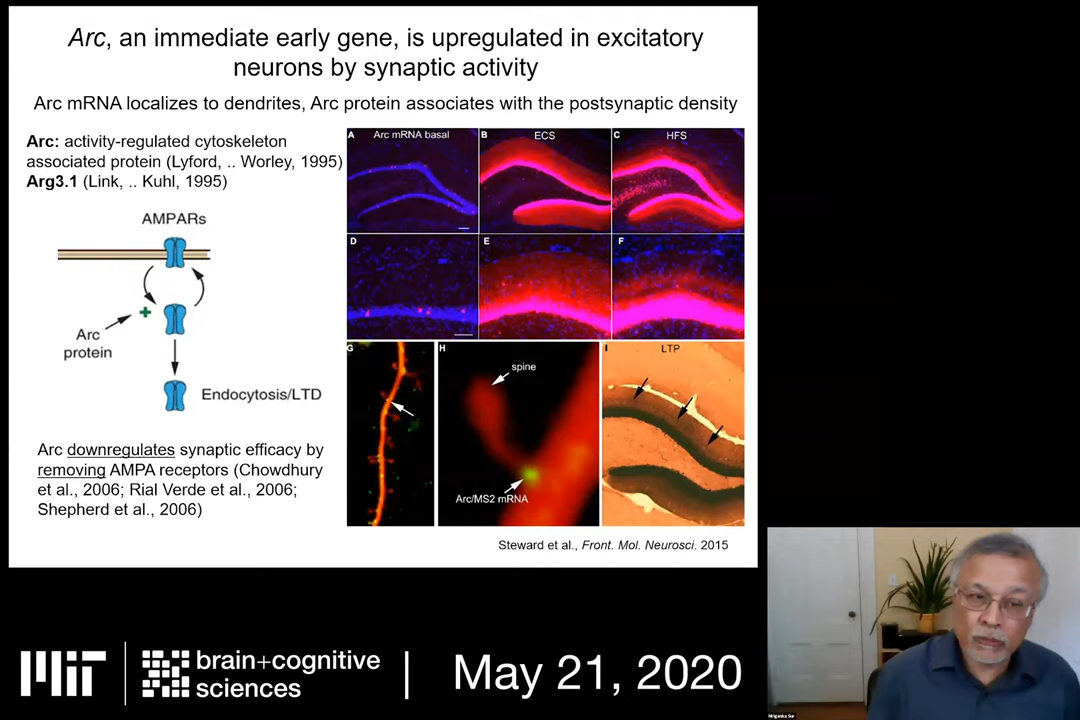 Arc, an immediate early gene, is upregulated in excitatory
neurons by synaptic activity
Arc mRNA localizes to dendrites, Arc protein associates with the postsynaptic density
Arc: activity-regulated cytoskeleton
associated protein (Lyford, .. Worley, 1995)
Arg3.1 (Link, .. Kuhl, 1995)
AMPARs
+
Arc
protein
Endocytosis/LTD
Arc downregulates synaptic efficacy by
removing AMPA receptors (Chowdhury
et al., 2006; Rial Verde et al., 2006;
Shepherd et al., 2006)
A Arc mRNA basal
B ECS
C HFS
D
E
F
G
H
spine
Arc/MS2 mRNA
I LTP
Steward et al., Front. Mol. Neurosci. 2015
MIT
brain+cognitive
sciences
May 21, 2020
Mriganka Sur